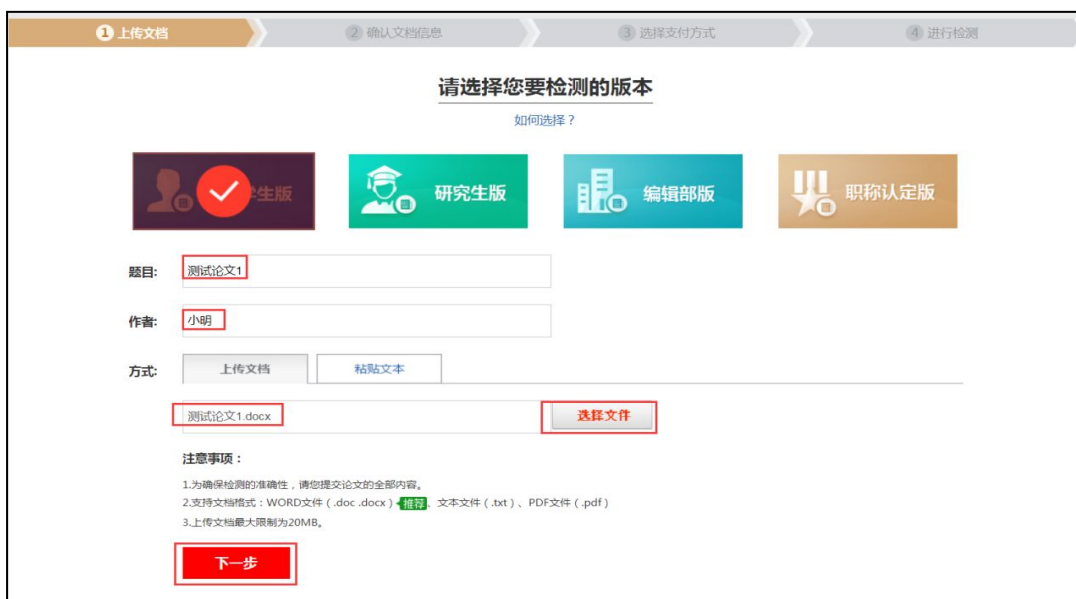 1 上传文档 2 确认文档信息 3 选择支付方式 4 进行检测
请选择您要检测的版本
如何选择？
生版 研究生版 编辑部版 职称认定版
题目: 测试论文1
作者: 小明
方式: 上传文档 粘贴文本
测试论文1.docx 选择文件
注意事项：
1.为确保检测的准确性，请您提交论文的全部内容。
2.支持文档格式：WORD文件（.doc .docx）推荐、文本文件（.txt）、PDF文件（.pdf）
3.上传文档最大限制为20MB。
下一步